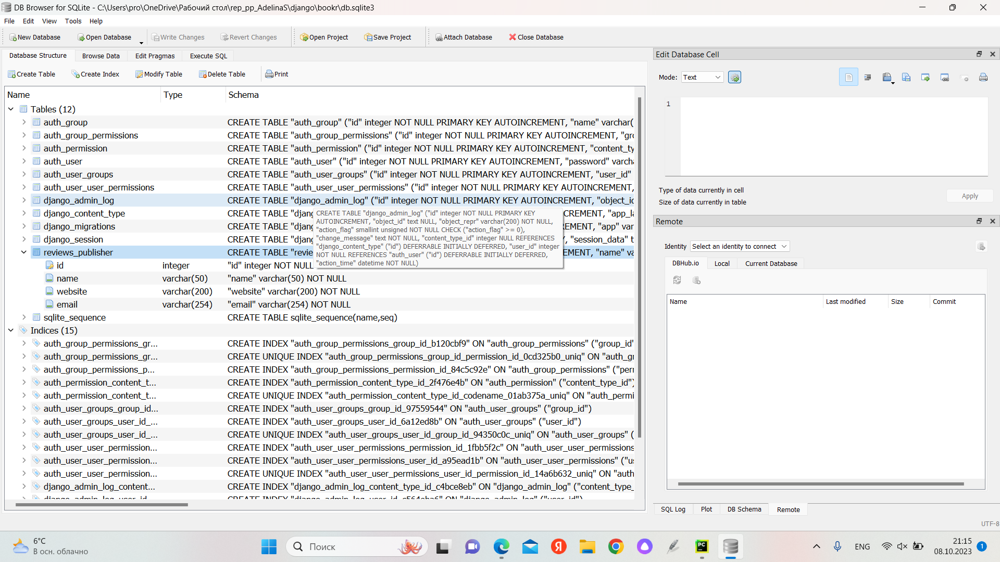 DB Browser for SQLite - C:\Users\pro\OneDrive\Рабочий стол\rep_pp_AdelinaS\django\bookr\db.sqlite3
File Edit View Tools Help
New Database Open Database Write Changes Revert Changes Open Project Save Project Attach Database Close Database
Database Structure Browse Data Edit Pragmas Execute SQL
Create Table Create Index Modify Table Delete Table Print
Name Type Schema
Tables (12)
auth_group CREATE TABLE "auth_group" ("id" integer NOT NULL PRIMARY KEY AUTOINCREMENT, "name" varchar(
auth_group_permissions CREATE TABLE "auth_group_permissions" ("id" integer NOT NULL PRIMARY KEY AUTOINCREMENT, "gro
auth_permission CREATE TABLE "auth_permission" ("id" integer NOT NULL PRIMARY KEY AUTOINCREMENT, "content_ty
auth_user CREATE TABLE "auth_user" ("id" integer NOT NULL PRIMARY KEY AUTOINCREMENT, "password" varcha
auth_user_groups CREATE TABLE "auth_user_groups" ("id" integer NOT NULL PRIMARY KEY AUTOINCREMENT, "user_id"
auth_user_user_permissions CREATE TABLE "auth_user_user_permissions" ("id" integer NOT NULL PRIMARY KEY AUTOINCREMENT,
django_admin_log CREATE TABLE "django_admin_log" ("id" integer NOT NULL PRIMARY KEY AUTOINCREMENT, "object_id
django_content_type CREATE TABLE "djang CREMENT, "app_la
django_migrations CREATE TABLE "djang EMENT, "app" var
django_session CREATE TABLE "djang , "session_data" t
reviews_publisher CREATE TABLE "revie EMENT, "name" va
CREATE TABLE "django_admin_log" ("id" integer NOT NULL PRIMARY KEY
AUTOINCREMENT, "object_id" text NULL, "object_repr" varchar(200) NOT NULL,
"action_flag" smallint unsigned NOT NULL CHECK ("action_flag" >= 0),
"change_message" text NOT NULL, "content_type_id" integer NULL REFERENCES
"django_content_type" ("id") DEFERRABLE INITIALLY DEFERRED, "user_id" integer
NOT NULL REFERENCES "auth_user" ("id") DEFERRABLE INITIALLY DEFERRED,
"action_time" datetime NOT NULL)
id integer "id" integer NOT NULL
name varchar(50) "name" varchar(50) NOT NULL
website varchar(200) "website" varchar(200) NOT NULL
email varchar(254) "email" varchar(254) NOT NULL
sqlite_sequence CREATE TABLE sqlite_sequence(name,seq)
Indices (15)
auth_group_permissions_gr... CREATE INDEX "auth_group_permissions_group_id_b120cbf9" ON "auth_group_permissions" ("group_id"
auth_group_permissions_gr... CREATE UNIQUE INDEX "auth_group_permissions_group_id_permission_id_0cd325b0_uniq" ON "auth_gr
auth_group_permissions_p... CREATE INDEX "auth_group_permissions_permission_id_84c5c92e" ON "auth_group_permissions" ("perr
auth_permission_content_t... CREATE INDEX "auth_permission_content_type_id_2f476e4b" ON "auth_permission" ("content_type_id")
auth_permission_content_t... CREATE UNIQUE INDEX "auth_permission_content_type_id_codename_01ab375a_uniq" ON "auth_permi
auth_user_groups_group_id... CREATE INDEX "auth_user_groups_group_id_97559544" ON "auth_user_groups" ("group_id")
auth_user_groups_user_id_... CREATE INDEX "auth_user_groups_user_id_6a12ed8b" ON "auth_user_groups" ("user_id")
auth_user_groups_user_id_... CREATE UNIQUE INDEX "auth_user_groups_user_id_group_id_94350c0c_uniq" ON "auth_user_groups" (
auth_user_user_permission... CREATE INDEX "auth_user_user_permissions_permission_id_1fbb5f2c" ON "auth_user_user_permissions
auth_user_user_permission... CREATE INDEX "auth_user_user_permissions_user_id_a95ead1b" ON "auth_user_user_permissions" ("us
auth_user_user_permission... CREATE UNIQUE INDEX "auth_user_user_permissions_user_id_permission_id_14a6b632_uniq" ON "auth
django_admin_log_content... CREATE INDEX "django_admin_log_content_type_id_c4bce8eb" ON "django_admin_log" ("content_type_
django_admin_log_user_id CREATE INDEX "django_admin_log_user_id_c564eba6" ON "django_admin_log" ("user_id")
Edit Database Cell
Mode: Text
1
Type of data currently in cell
Size of data currently in table
Apply
Remote
Identity Select an identity to connect
DBHub.io Local Current Database
Name Last modified Size Commit
SQL Log Plot DB Schema Remote
UTF-8
6°C
В осн. облачно
Поиск
Я
PC
ENG
21:15
08.10.2023
1